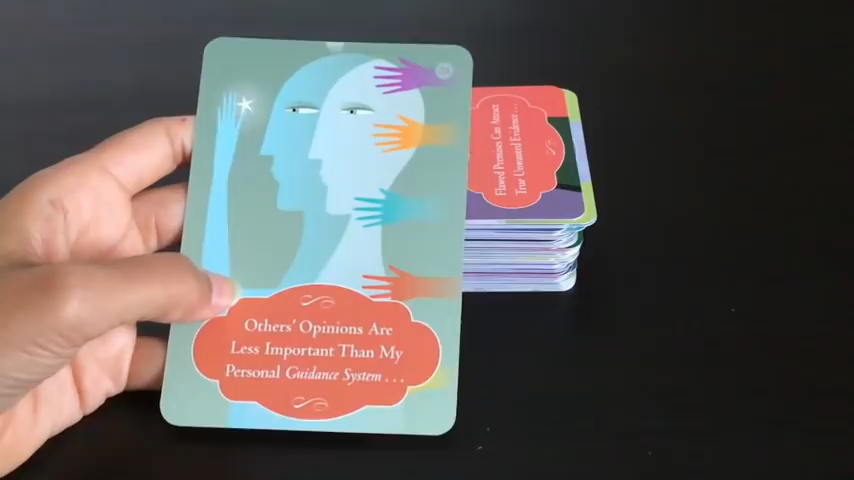 Others' Opinions Are
Less Important Than My
Personal Guidance System...
Flawed Premises Can Attract
True Unwanted Evidence...